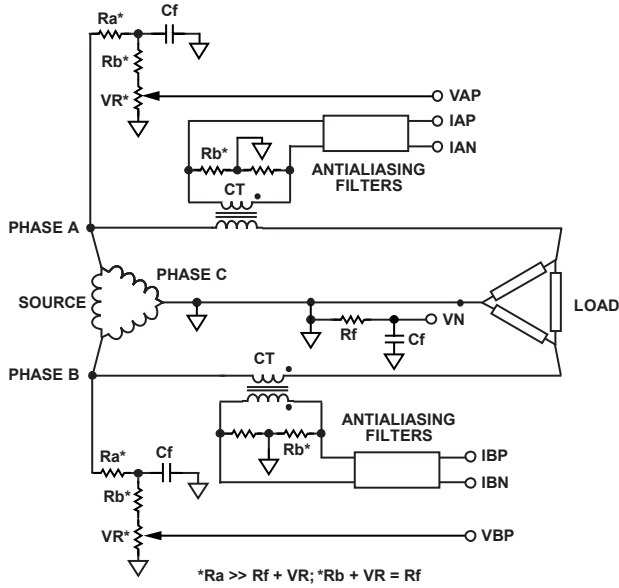 Ra*
Cf
Rb*
VR*
VAP
IAP
IAN
Rb*
ANTIALIASING
FILTERS
CT
PHASE A
PHASE C
SOURCE
LOAD
VN
Rf
Cf
PHASE B
CT
ANTIALIASING
FILTERS
Ra*
Cf
Rb*
IBP
IBN
Rb*
VR*
VBP
*Ra >> Rf + VR; *Rb + VR = Rf